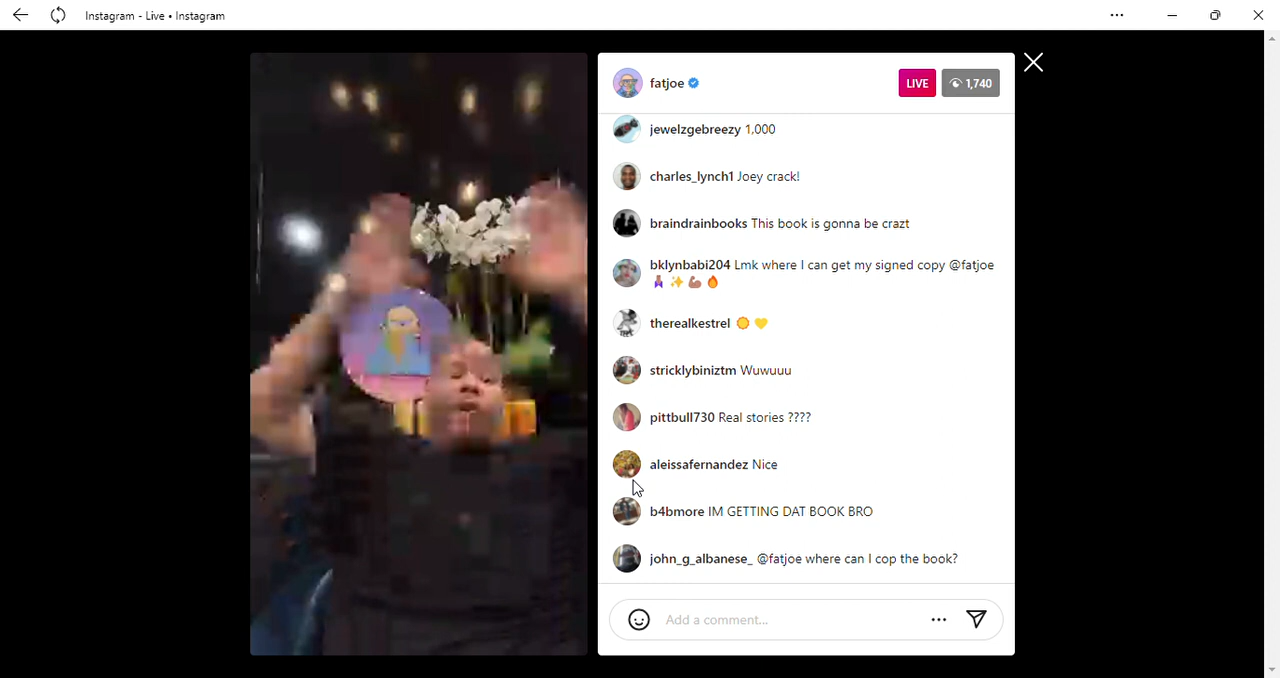 Instagram - Live • Instagram
fatjoe
LIVE
1,740
jewelzgebreezy 1,000
charles_lynch1 Joey crack!
braindrainbooks This book is gonna be crazt
bklynbabi204 Lmk where I can get my signed copy @fatjoe
🧘🏽‍♀️ ✨ 💪🏽 🔥
therealkestrel 🌞 💛
stricklybiniztm Wuwuuu
pittbull730 Real stories ????
aleissafernandez Nice
b4bmore IM GETTING DAT BOOK BRO
john_g_albanese_ @fatjoe where can I cop the book?
Add a comment...